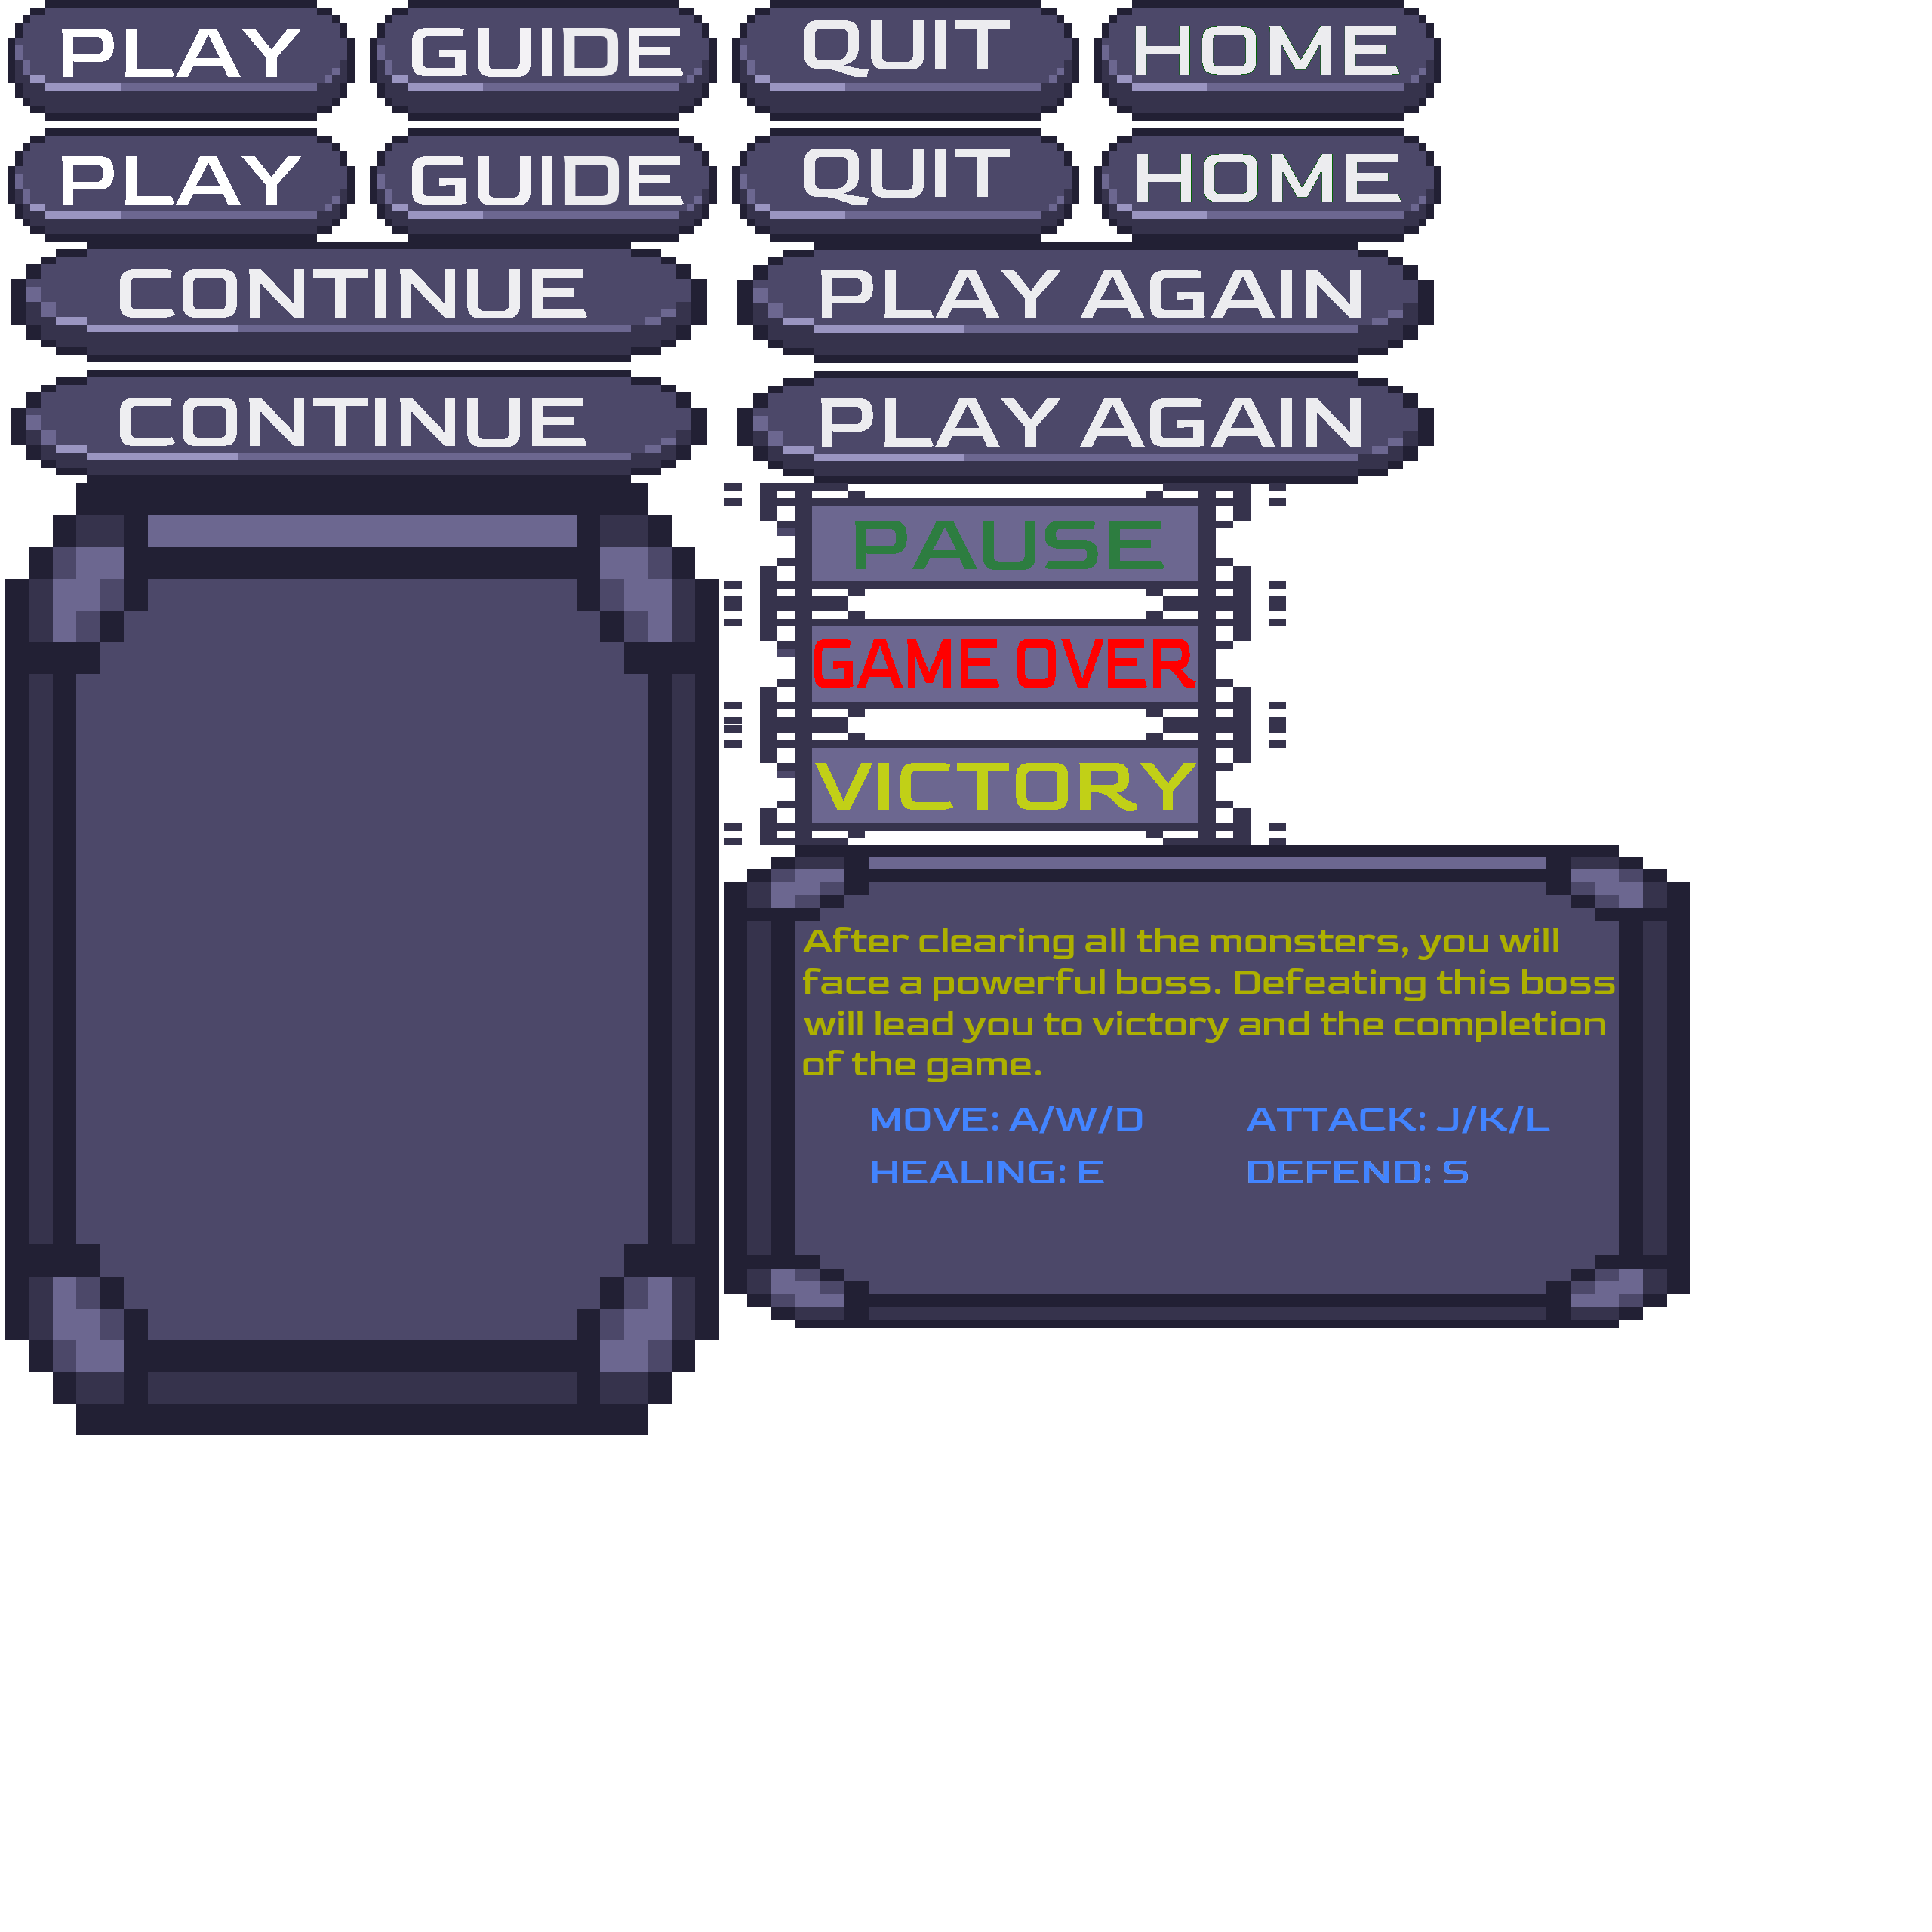 PLAY GUIDE QUIT HOME
PLAY GUIDE QUIT HOME
CONTINUE PLAY AGAIN
CONTINUE PLAY AGAIN
PAUSE
GAME OVER
VICTORY
After clearing all the monsters, you will
face a powerful boss. Defeating this boss
will lead you to victory and the completion
of the game.
MOVE: A/W/D ATTACK: J/K/L
HEALING: E DEFEND: S